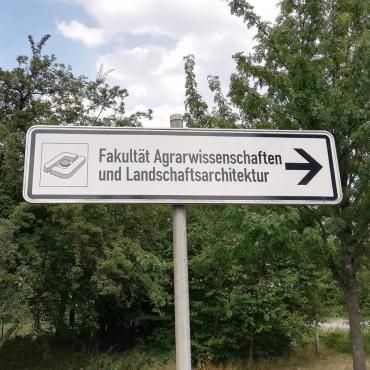 Fakultät Agrarwissenschaften
und Landschaftsarchitektur